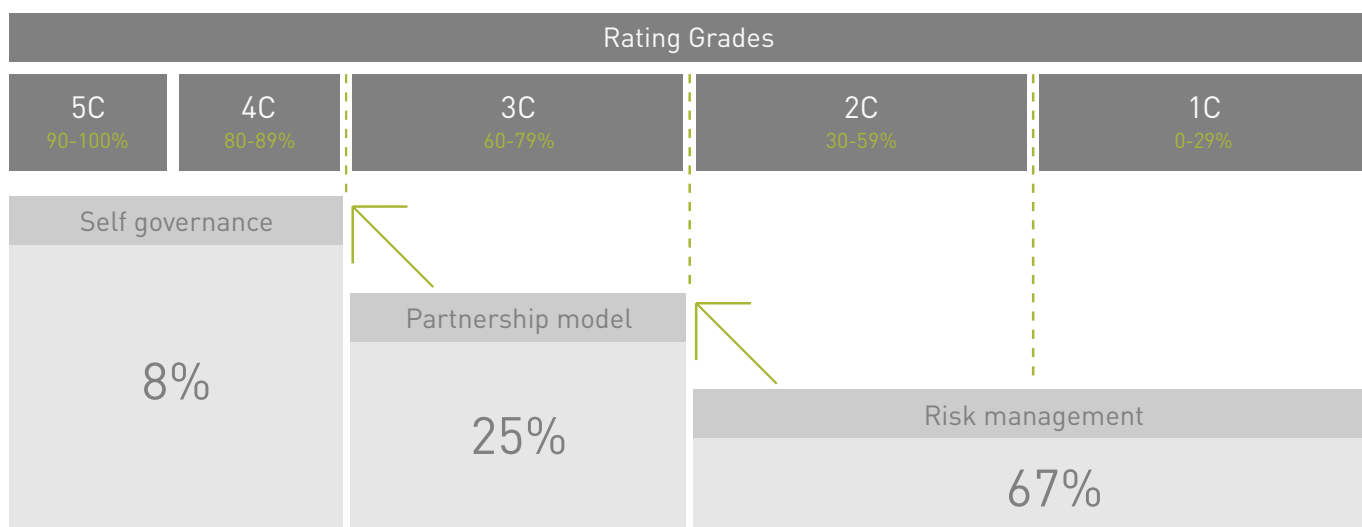 Rating Grades
5C
90-100%
4C
80-89%
3C
60-79%
2C
30-59%
1C
0-29%
Self governance
8%
Partnership model
25%
Risk management
67%